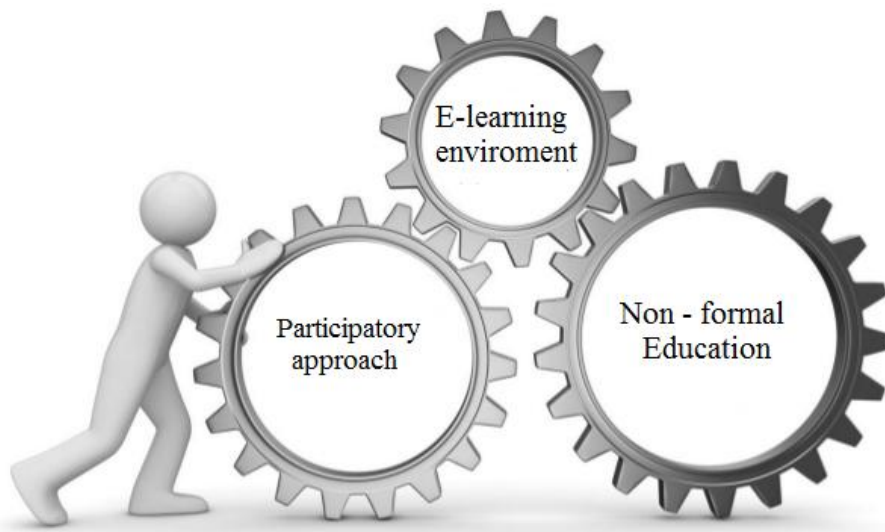 E-learning
enviroment
Participatory
approach
Non - formal
Education